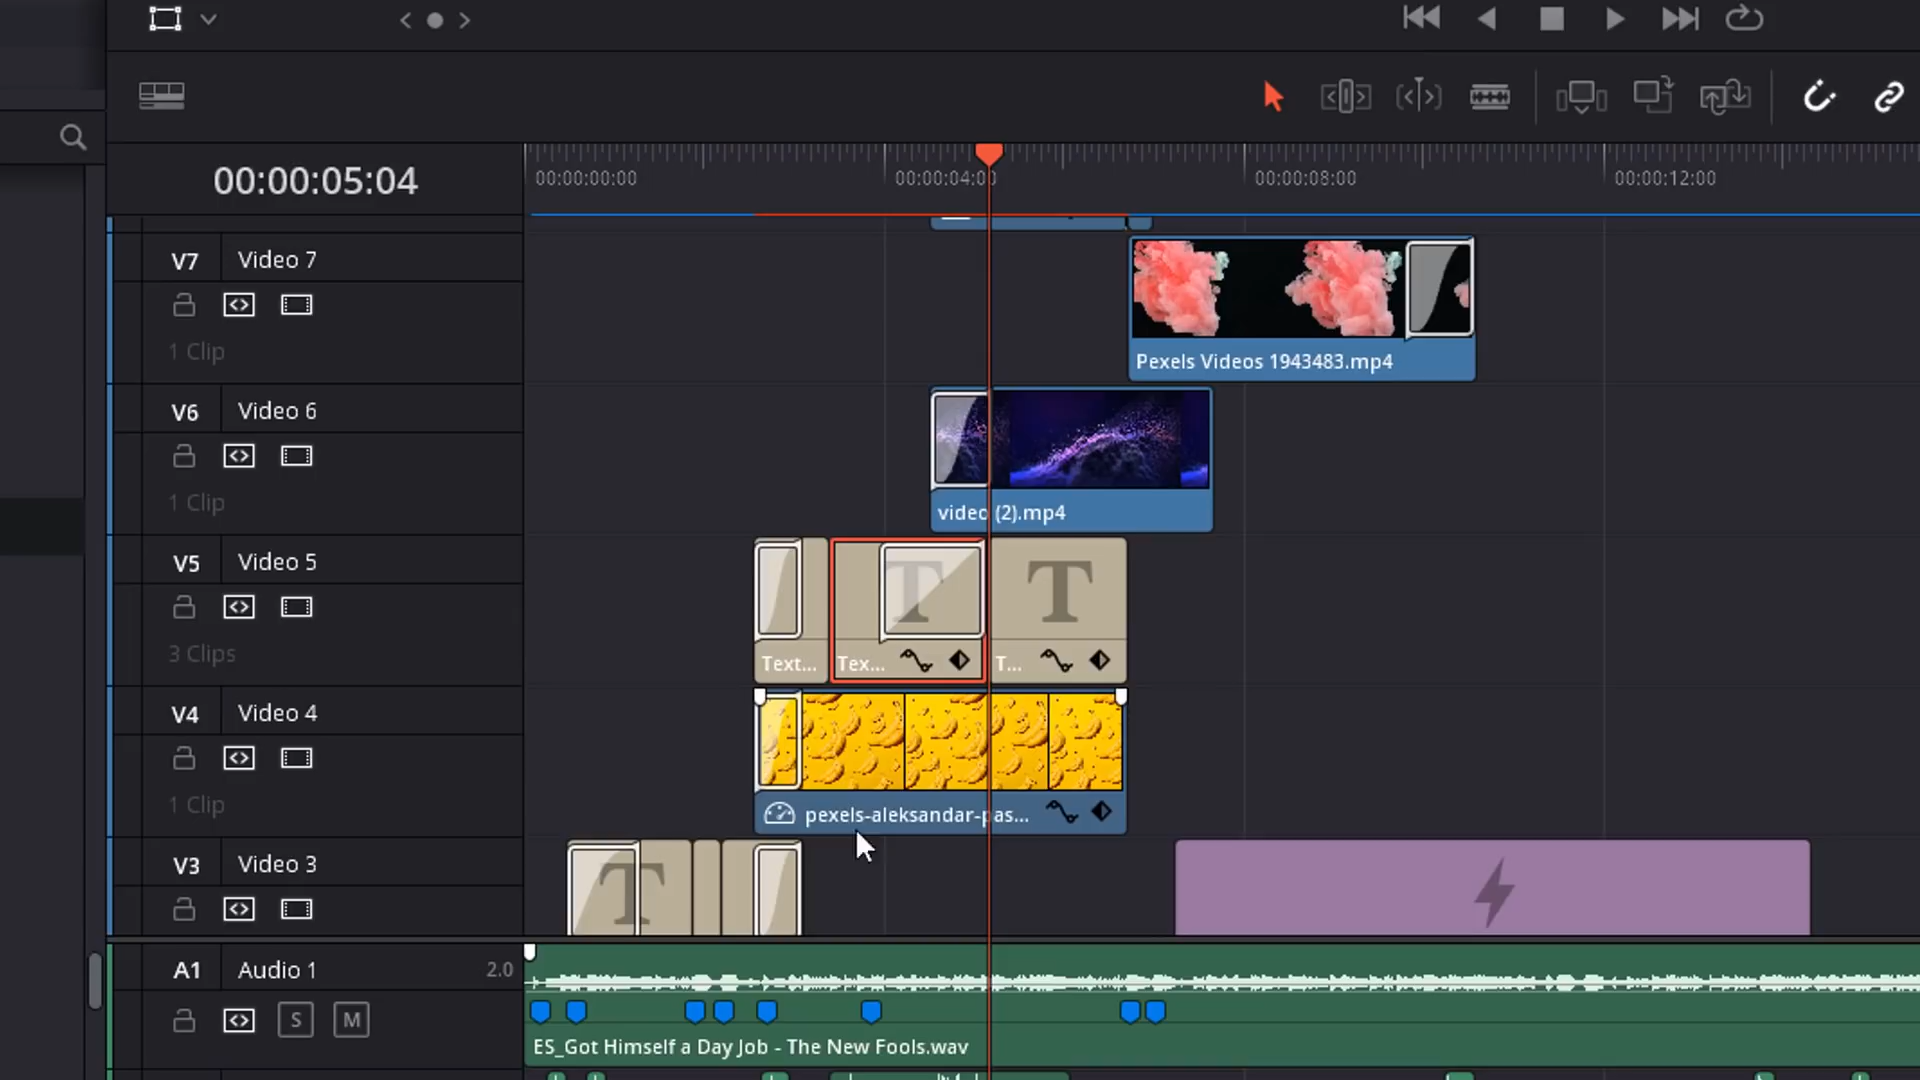 00:00:05:04
00:00:00:00
00:00:04:00
00:00:08:00
00:00:12:00
V7 Video 7
1 Clip
Pexels Videos 1943483.mp4
V6 Video 6
1 Clip
video (2).mp4
V5 Video 5
3 Clips
T
T
Text...
Tex...
T...
V4 Video 4
1 Clip
pexels-aleksandar-pas...
V3 Video 3
T
A1 Audio 1 2.0
S M
ES_Got Himself a Day Job - The New Fools.wav